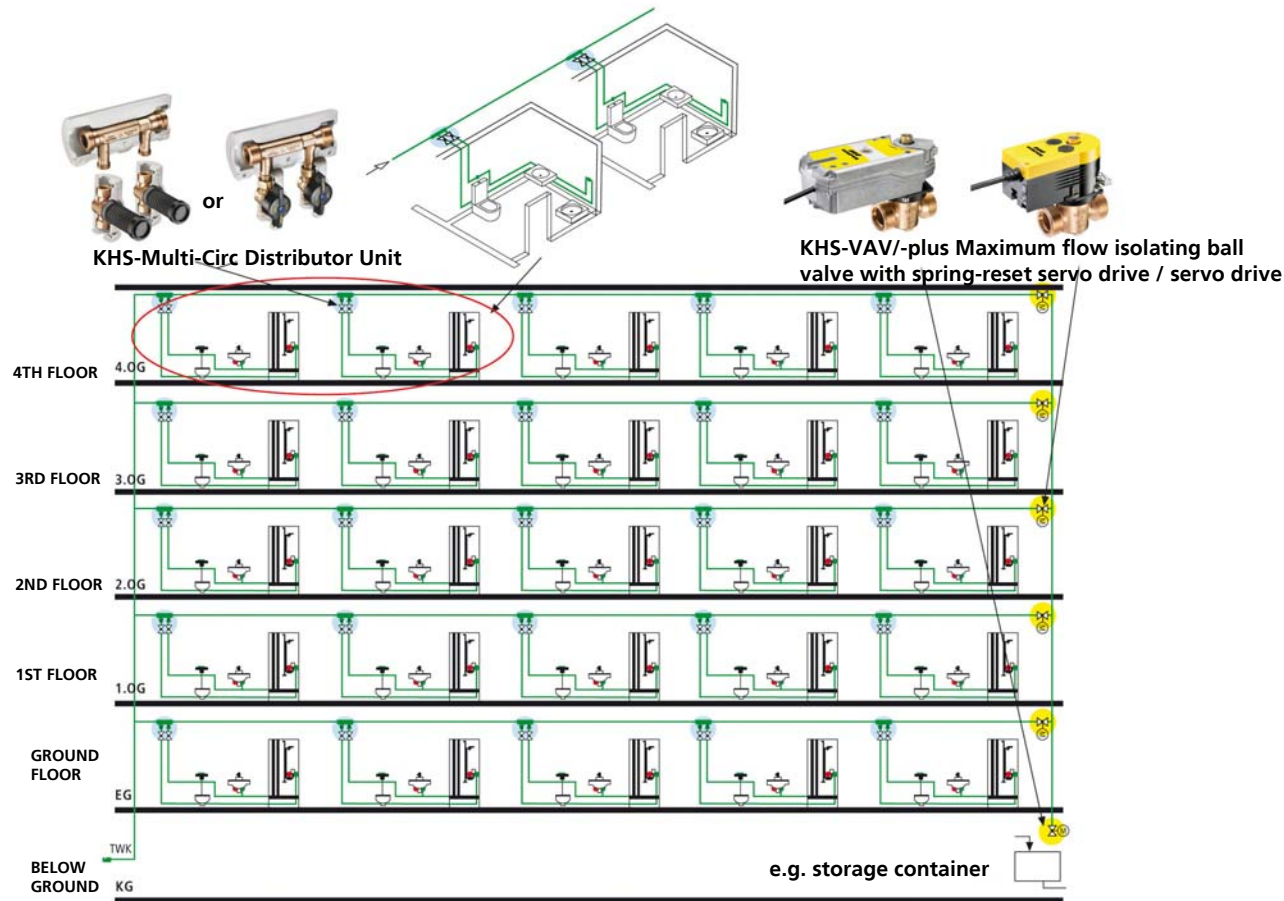 or
KHS-Multi-Circ Distributor Unit
KHS-VAV/-plus Maximum flow isolating ball
valve with spring-reset servo drive / servo drive
4TH FLOOR
4.OG
3RD FLOOR
3.OG
2ND FLOOR
2.OG
1ST FLOOR
1.OG
GROUND
FLOOR
EG
TWK
M
BELOW
GROUND
KG
e.g. storage container